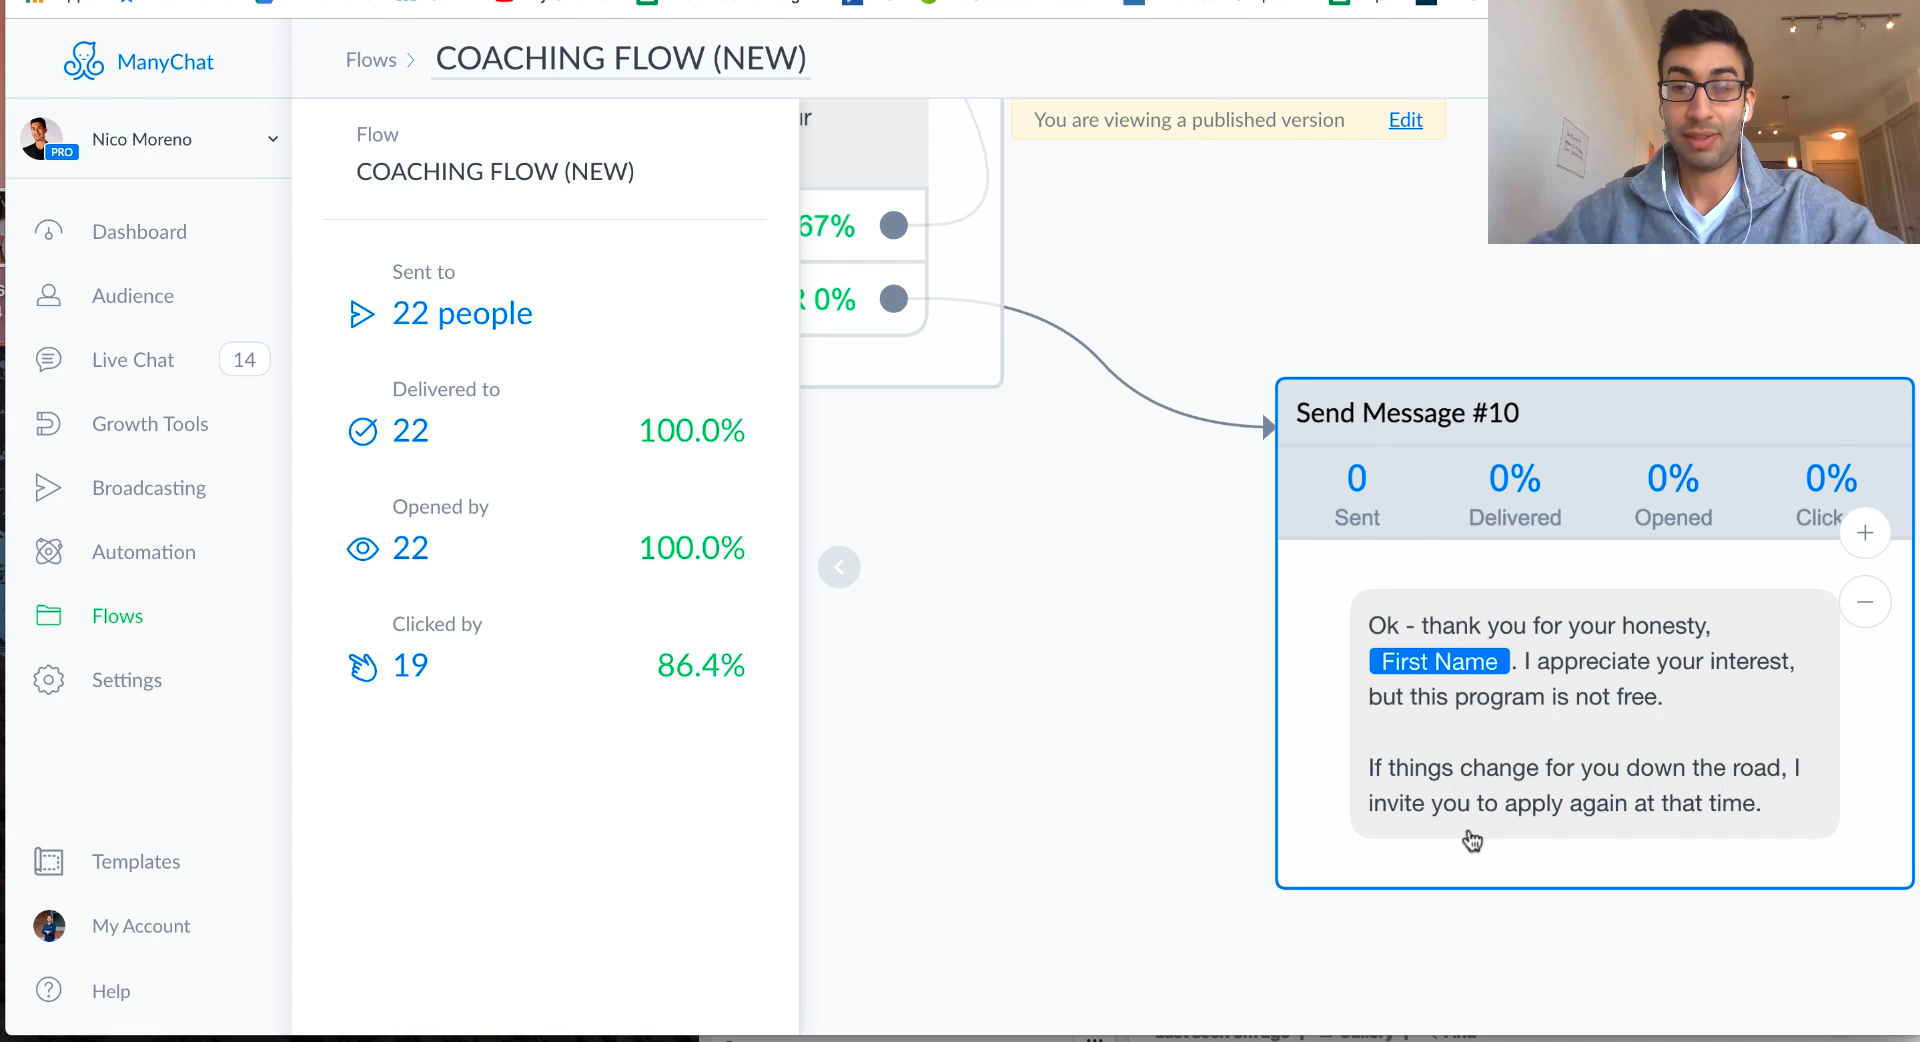 ManyChat
Flows
COACHING FLOW (NEW)
PRO
Nico Moreno
Dashboard
Audience
Live Chat
14
Growth Tools
Broadcasting
Automation
Flows
Settings
Templates
My Account
Help
Flow
COACHING FLOW (NEW)
Sent to
22 people
Delivered to
22
100.0%
Opened by
22
100.0%
Clicked by
19
86.4%
67%
0%
You are viewing a published version
Edit
Send Message #10
0
0%
0%
0%
Sent
Delivered
Opened
Click
Ok - thank you for your honesty,
First Name . I appreciate your interest,
but this program is not free.
If things change for you down the road, I
invite you to apply again at that time.